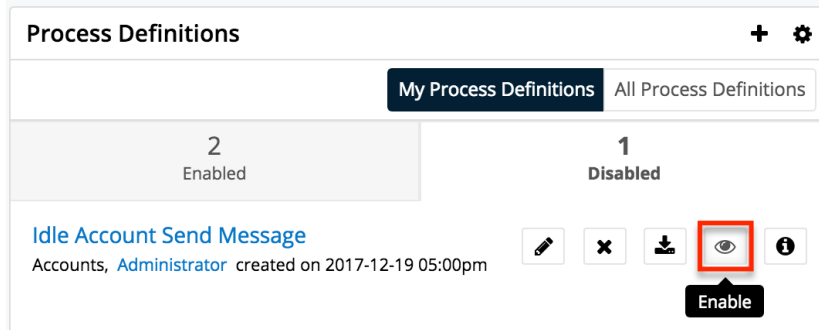 Process Definitions
My Process Definitions All Process Definitions
2 1
Enabled Disabled
Idle Account Send Message
Accounts, Administrator created on 2017-12-19 05:00pm
Enable